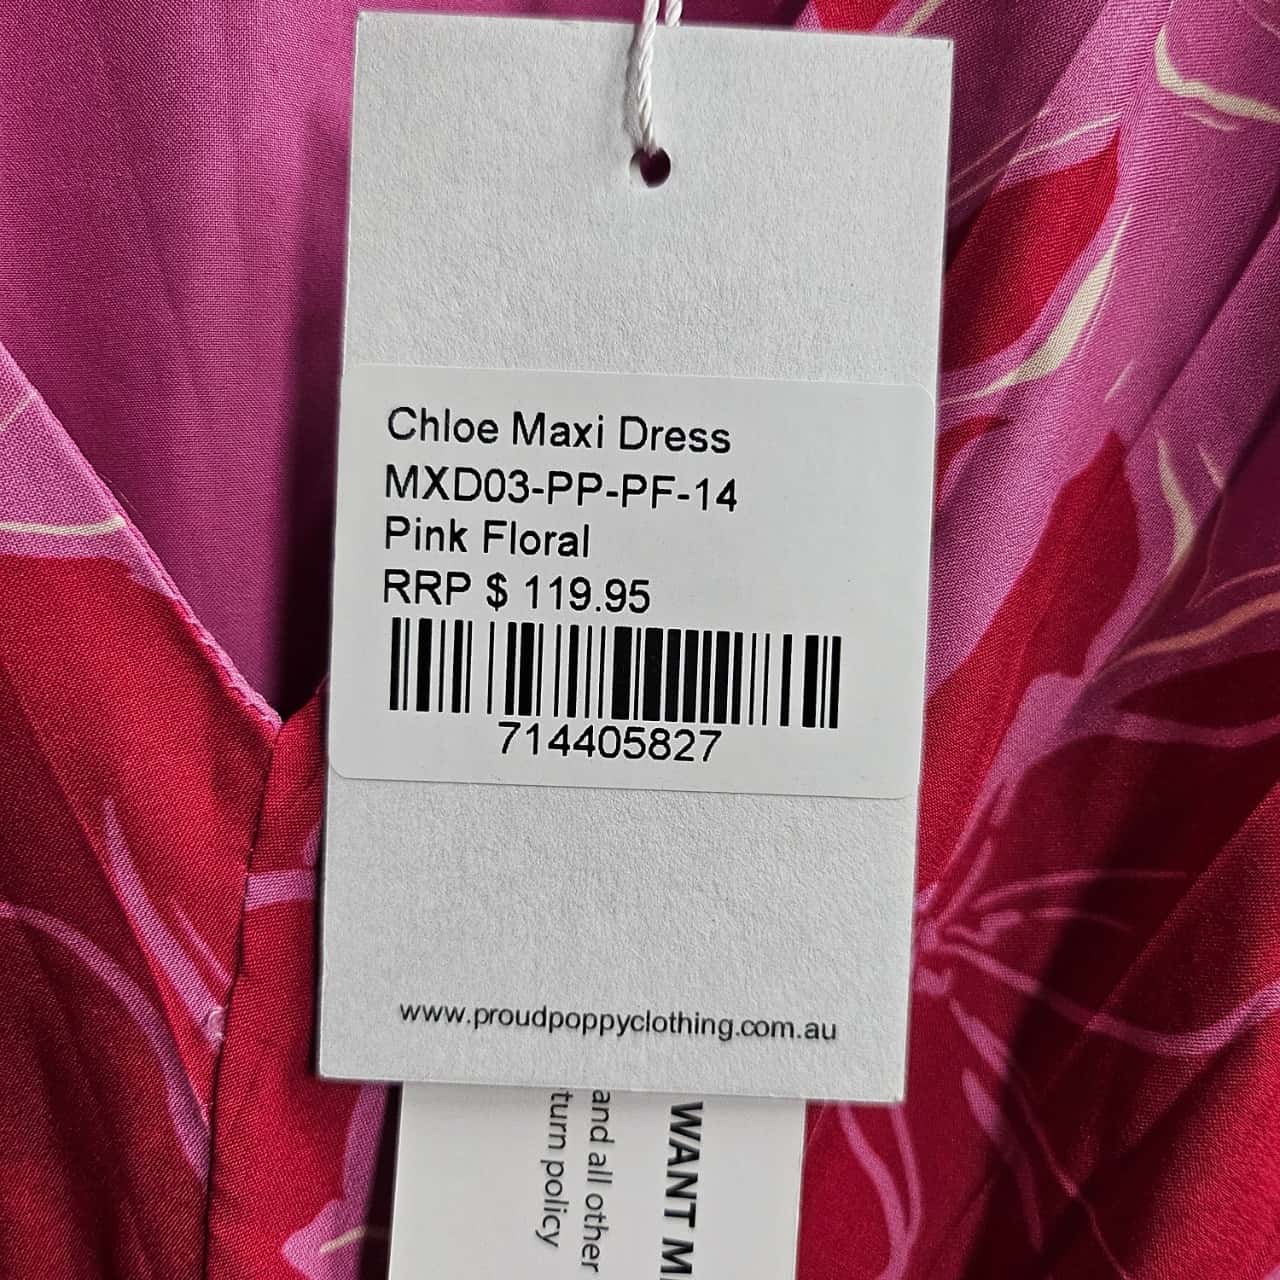 Chloe Maxi Dress
MXD03-PP-PF-14
Pink Floral
RRP $ 119.95
714405827
www.proudpoppyclothing.com.au
WANT
and all other
turn policy